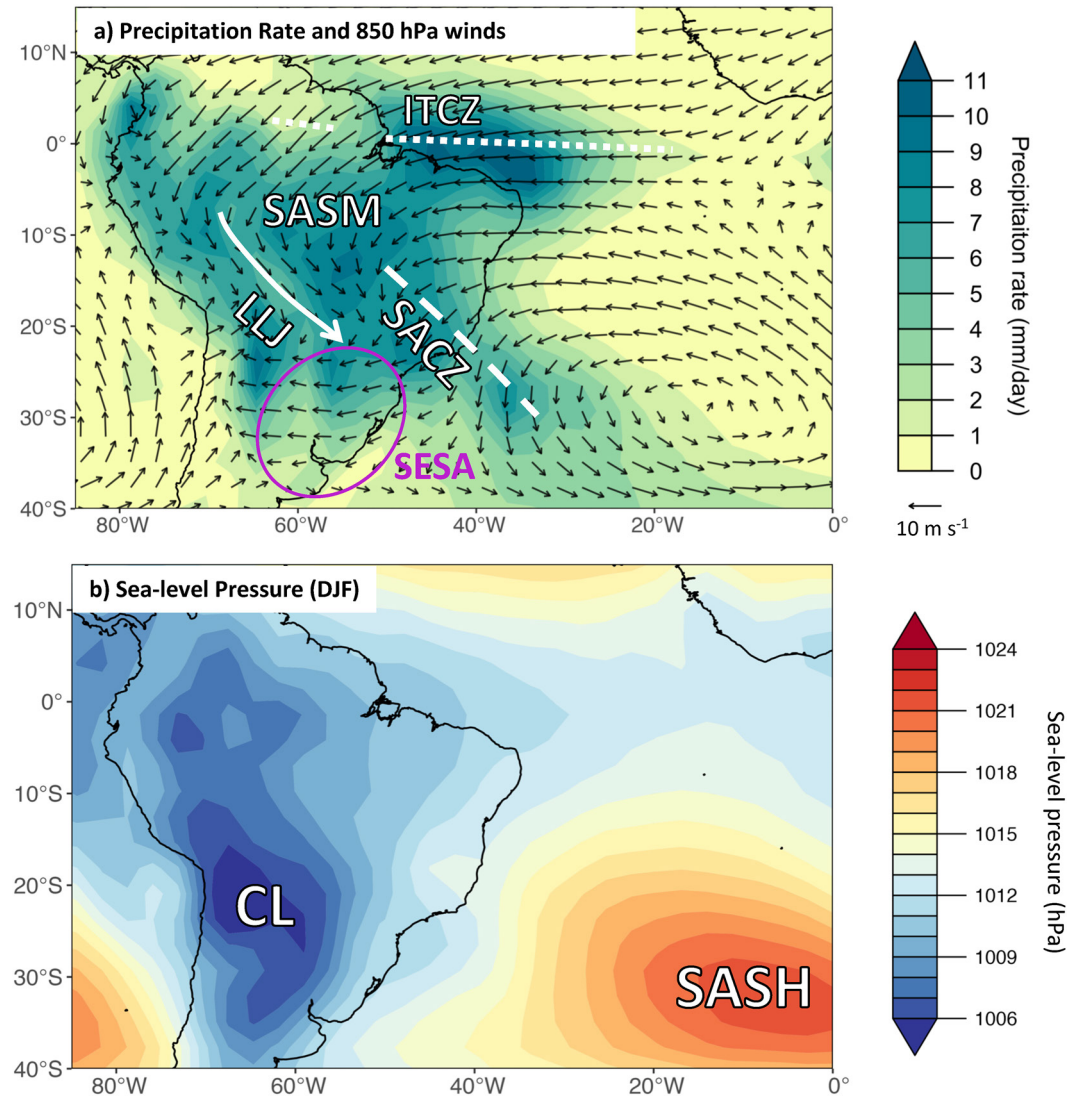 a) Precipitation Rate and 850 hPa winds
10°N
0°
10°S
20°S
30°S
40°S
80°W
60°W
40°W
20°W
0°
ITCZ
SASM
LLJ
SACZ
SESA
11
10
9
8
7
6
5
4
3
2
1
0
Precipitaiton rate (mm/day)
10 m s⁻¹
b) Sea-level Pressure (DJF)
10°N
0°
10°S
20°S
30°S
40°S
80°W
60°W
40°W
20°W
0°
CL
SASH
1024
1021
1018
1015
1012
1009
1006
Sea-level pressure (hPa)